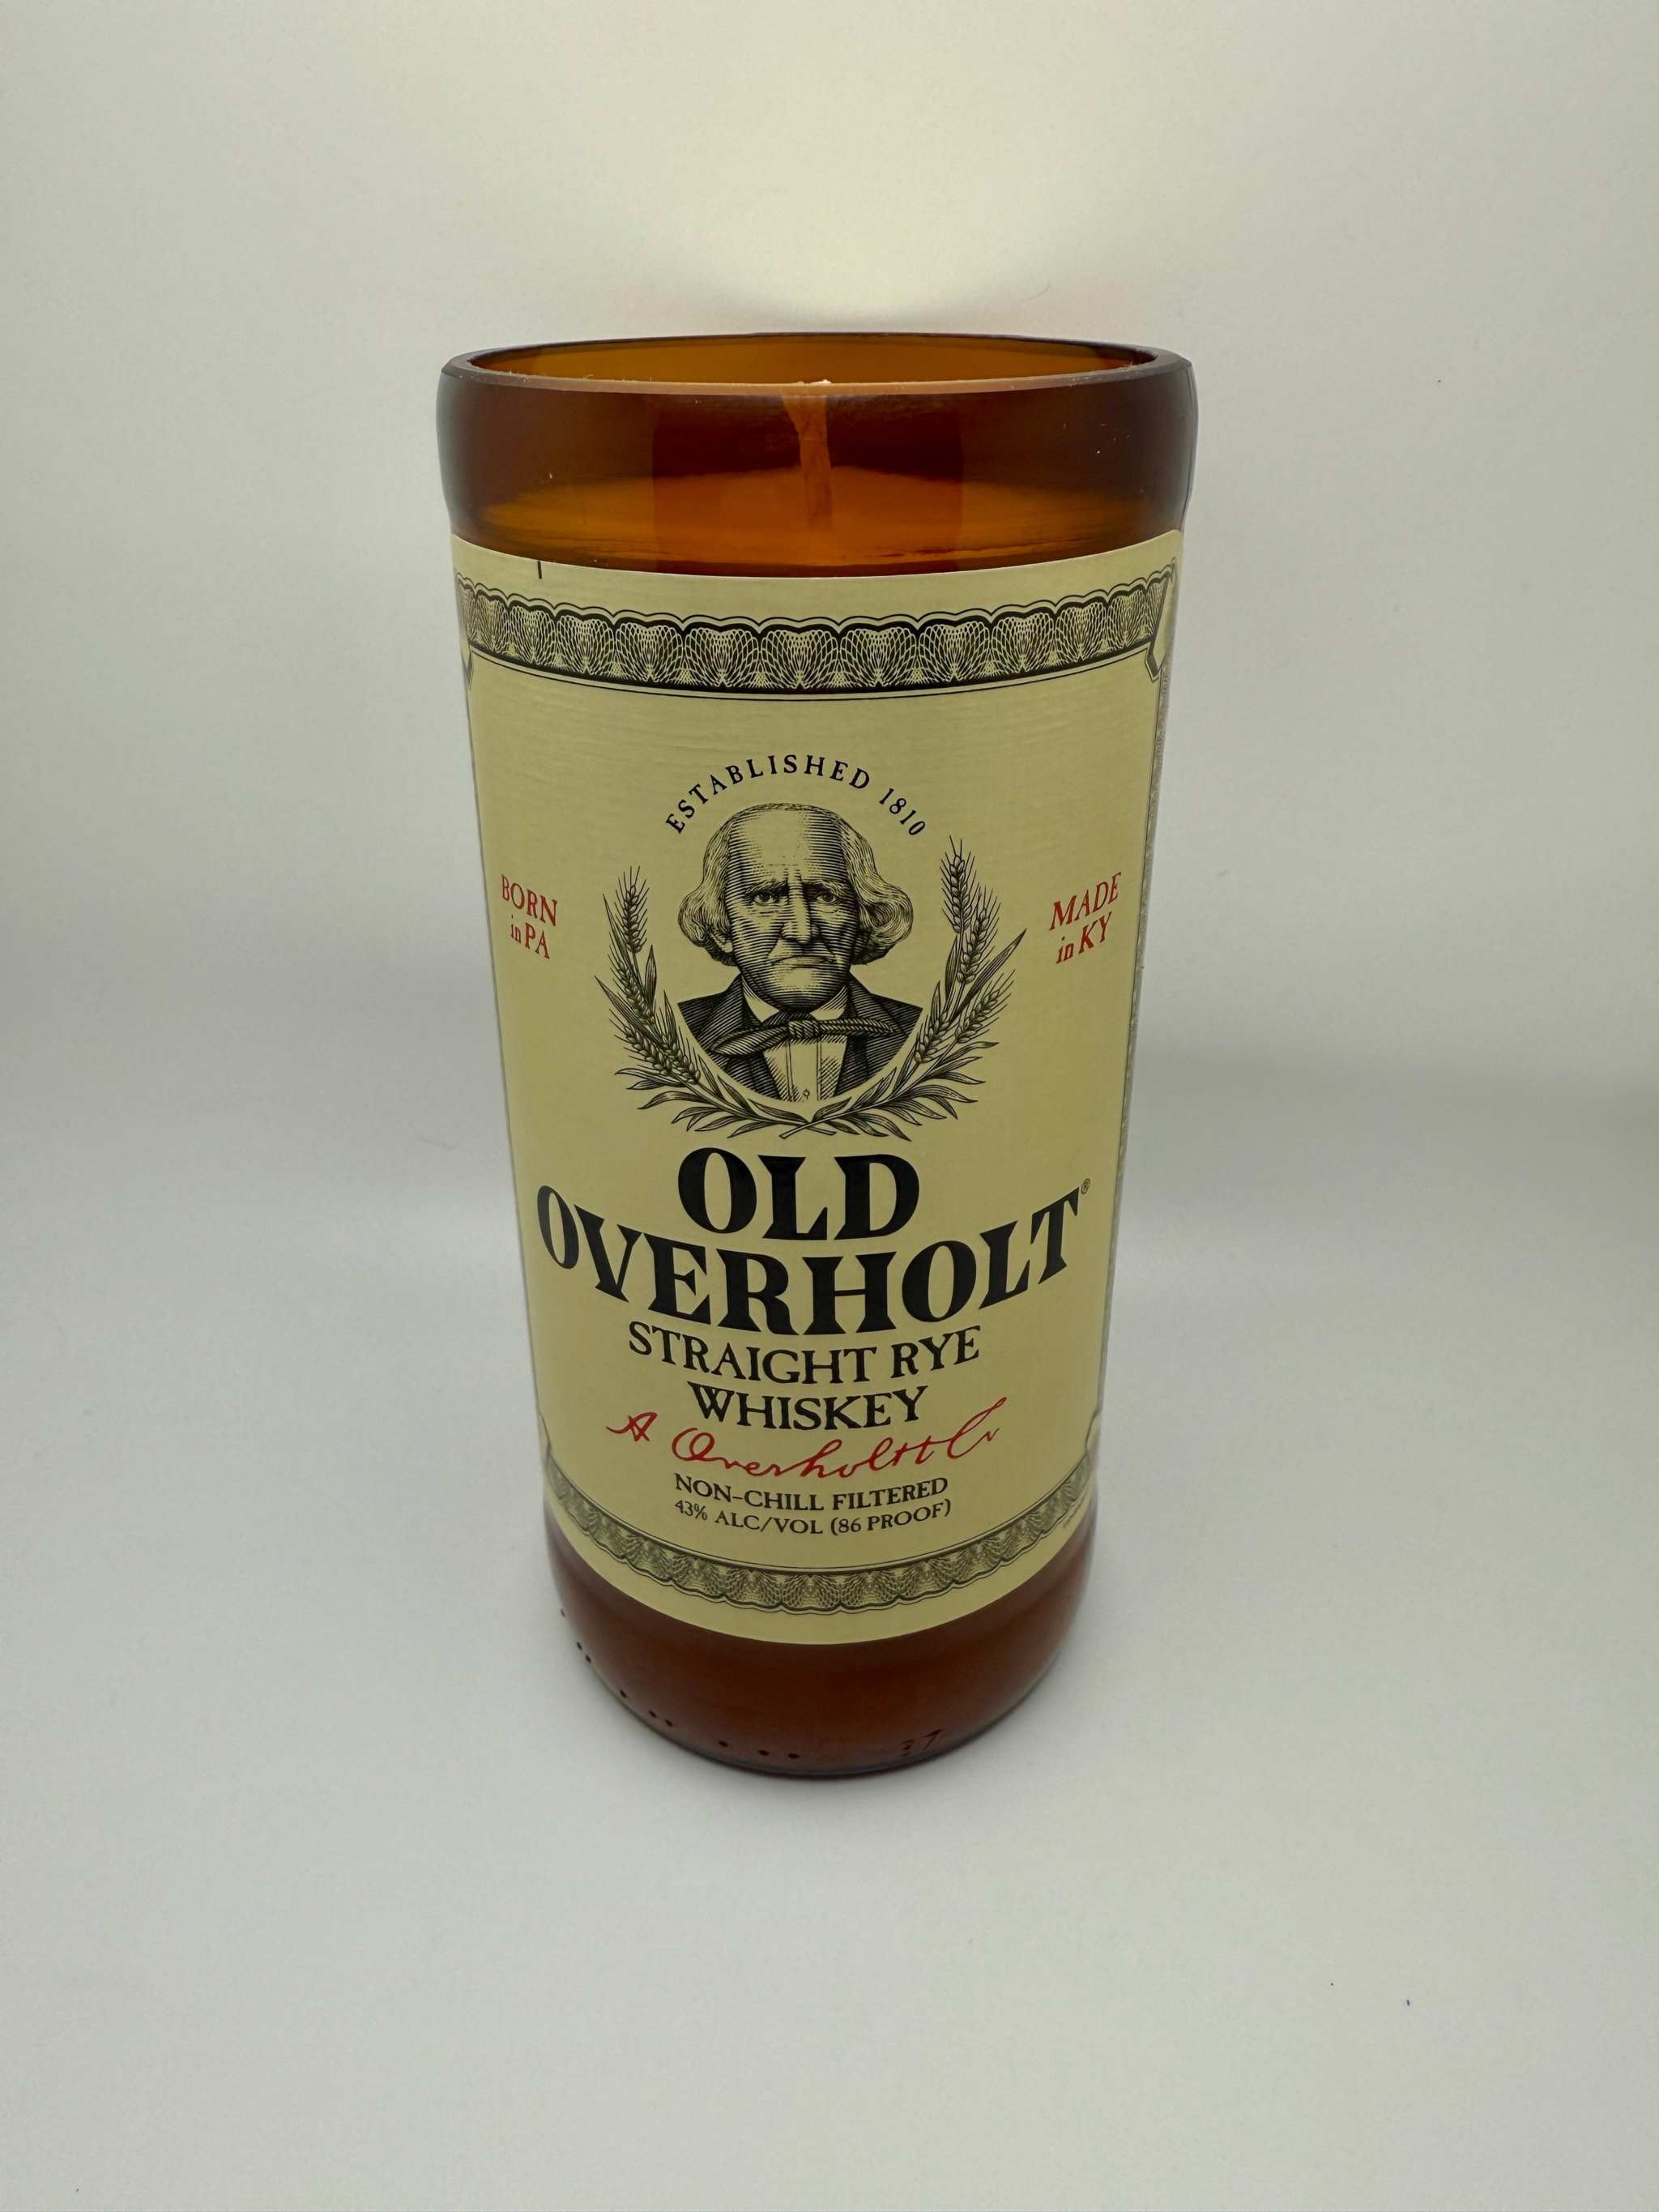 ESTABLISHED 1810
BORN
in PA
MADE
in KY
OLD
OVERHOLT®
STRAIGHT RYE
WHISKEY
A Overholt & Co
NON-CHILL FILTERED
43% ALC/VOL (86 PROOF)